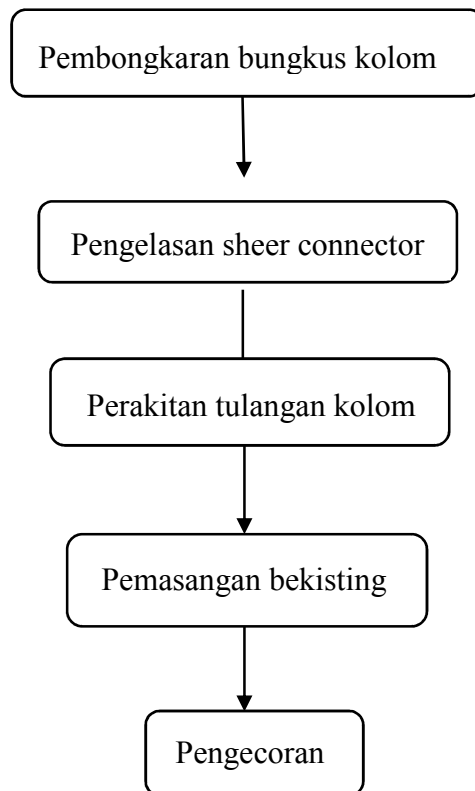 Pembongkaran bungkus kolom
Pengelasan sheer connector
Perakitan tulangan kolom
Pemasangan bekisting
Pengecoran